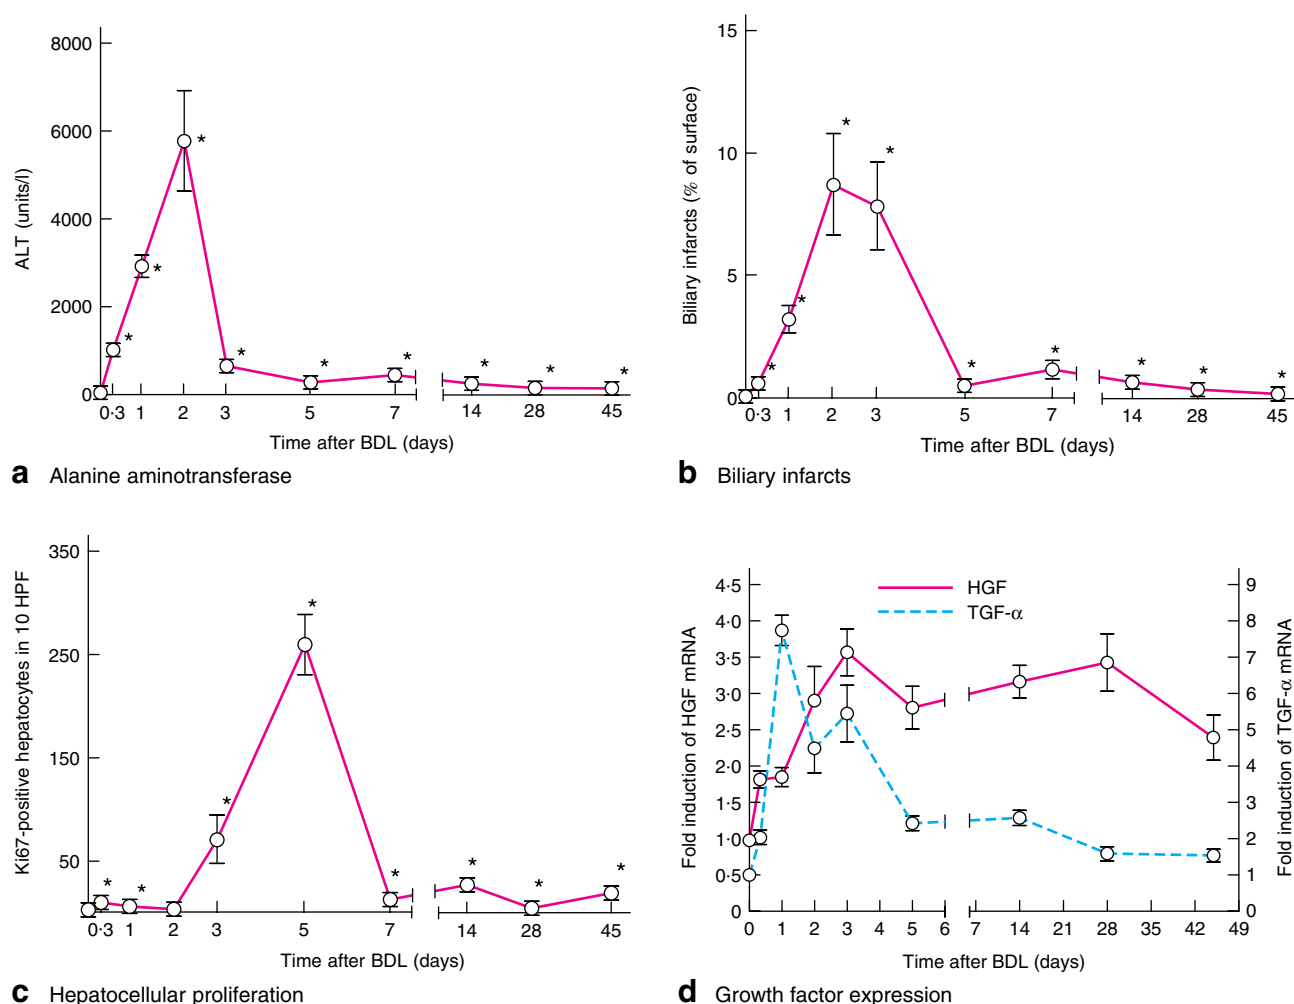 8000
6000
4000
2000
0
ALT (units/l)
* * * * * * * * *
0·3 1 2 3 5 7 14 28 45
Time after BDL (days)
a Alanine aminotransferase
15
10
5
0
Biliary infarcts (% of surface)
* * * * * * * * *
0·3 1 2 3 5 7 14 28 45
Time after BDL (days)
b Biliary infarcts
350
250
150
50
Ki67-positive hepatocytes in 10 HPF
* * * * * * * *
0·3 1 2 3 5 7 14 28 45
Time after BDL (days)
c Hepatocellular proliferation
HGF
TGF-α
4·5
4·0
3·5
3·0
2·5
2·0
1·5
1·0
0·5
0
Fold induction of HGF mRNA
9
8
7
6
5
4
3
2
1
0
Fold induction of TGF-α mRNA
0 1 2 3 4 5 6 7 14 21 28 35 42 49
Time after BDL (days)
d Growth factor expression